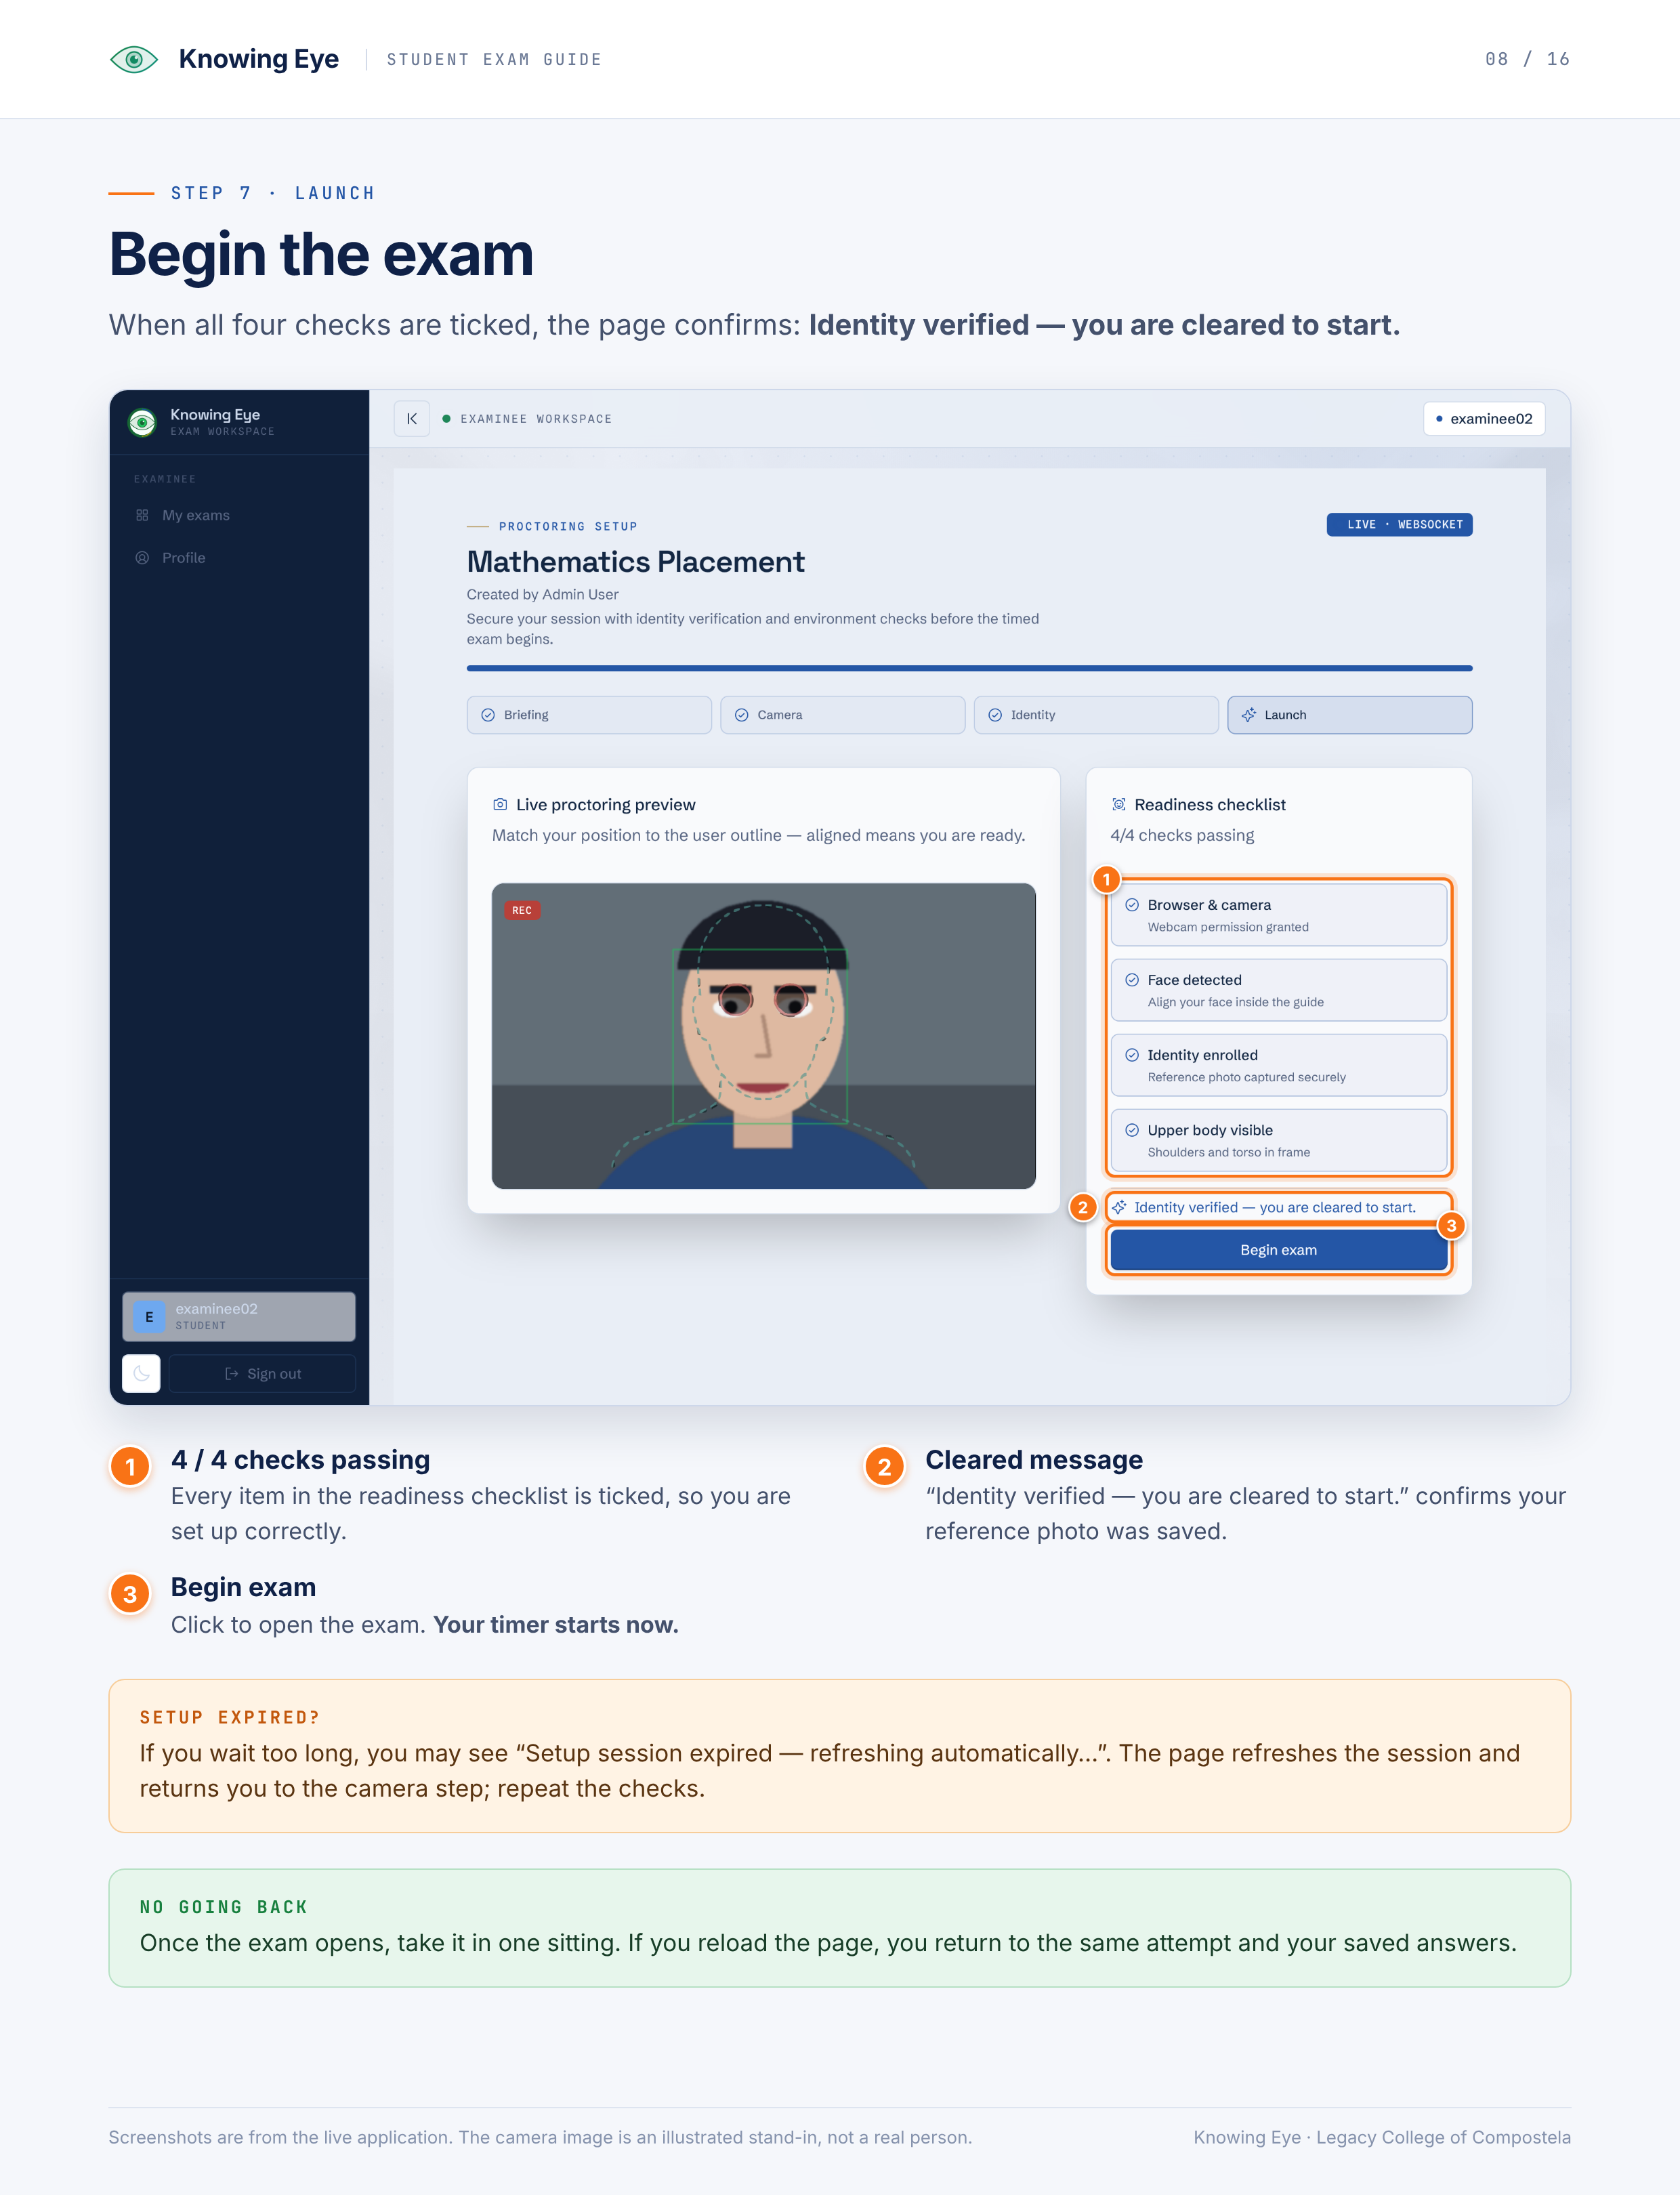 Knowing Eye
STUDENT EXAM GUIDE
08 / 16
STEP 7 · LAUNCH
Begin the exam
When all four checks are ticked, the page confirms: Identity verified — you are cleared to start.
Knowing Eye
EXAM WORKSPACE
EXAMINEE
My exams
Profile
E
examinee02
STUDENT
Sign out
EXAMINEE WORKSPACE
examinee02
PROCTORING SETUP
LIVE · WEBSOCKET
Mathematics Placement
Created by Admin User
Secure your session with identity verification and environment checks before the timed
exam begins.
Briefing
Camera
Identity
Launch
Live proctoring preview
Match your position to the user outline — aligned means you are ready.
REC
Readiness checklist
4/4 checks passing
1
Browser & camera
Webcam permission granted
Face detected
Align your face inside the guide
Identity enrolled
Reference photo captured securely
Upper body visible
Shoulders and torso in frame
2
Identity verified — you are cleared to start.
3
Begin exam
1
4 / 4 checks passing
Every item in the readiness checklist is ticked, so you are
set up correctly.
2
Cleared message
“Identity verified — you are cleared to start.” confirms your
reference photo was saved.
3
Begin exam
Click to open the exam. Your timer starts now.
SETUP EXPIRED?
If you wait too long, you may see “Setup session expired — refreshing automatically...”. The page refreshes the session and
returns you to the camera step; repeat the checks.
NO GOING BACK
Once the exam opens, take it in one sitting. If you reload the page, you return to the same attempt and your saved answers.
Screenshots are from the live application. The camera image is an illustrated stand-in, not a real person.
Knowing Eye · Legacy College of Compostela